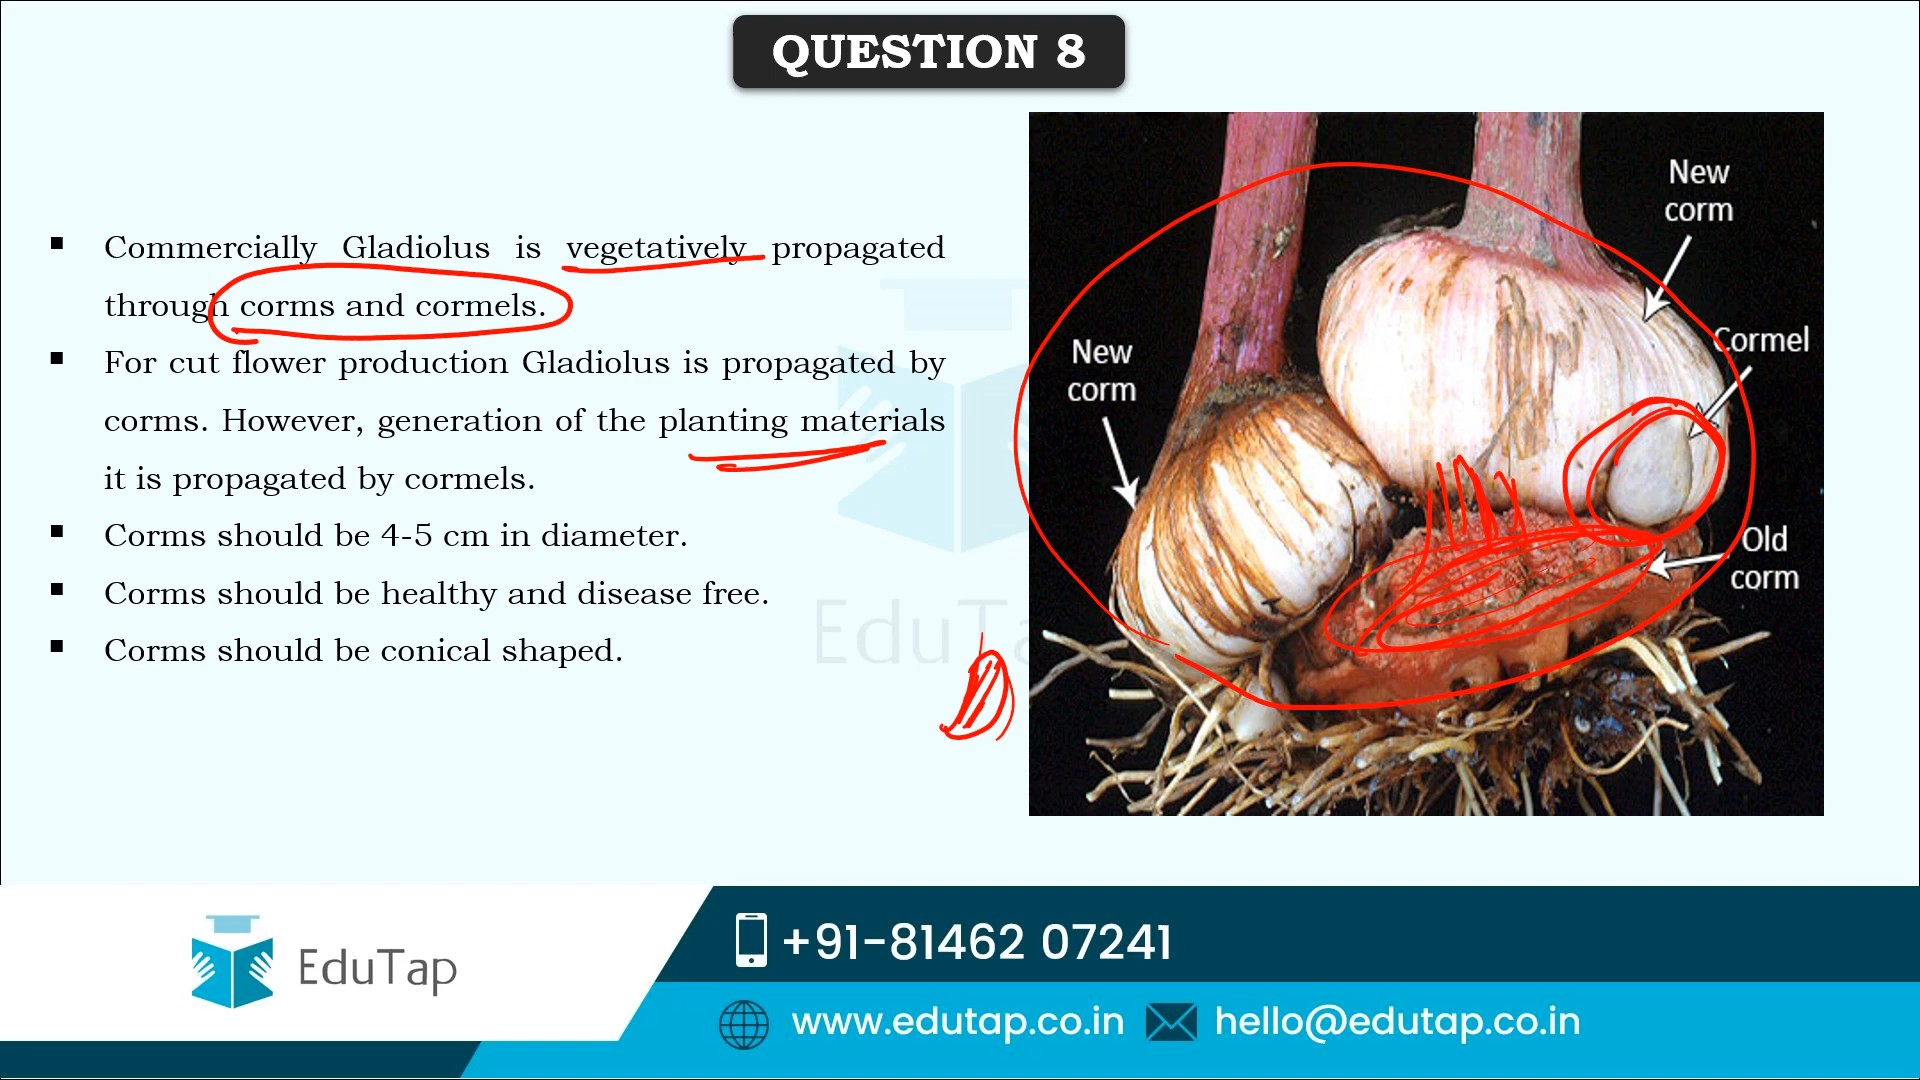 QUESTION 8
▪ Commercially Gladiolus is vegetatively propagated
through corms and cormels.
▪ For cut flower production Gladiolus is propagated by
corms. However, generation of the planting materials
it is propagated by cormels.
▪ Corms should be 4-5 cm in diameter.
▪ Corms should be healthy and disease free.
▪ Corms should be conical shaped.
New
corm
Cormel
New
corm
Old
corm
EduTa
EduTap
+91-81462 07241
www.edutap.co.in
hello@edutap.co.in